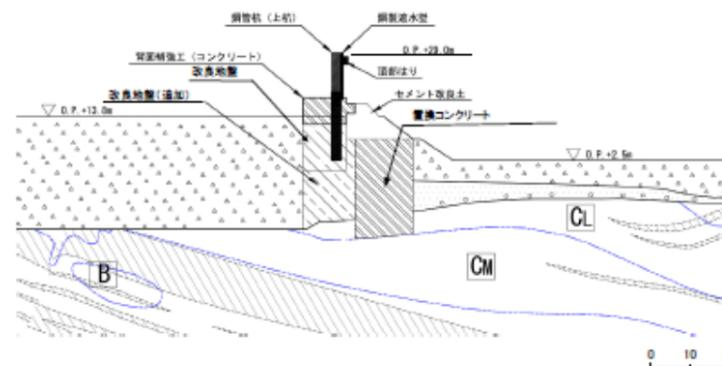 鋼管杭（上杭）
鋼製遮水壁
O.P.+29.0m
背面補強工（コンクリート）
頂部はり
改良地盤
セメント改良土
改良地盤(追加)
置換コンクリート
O.P.+13.8m
O.P.+2.5m
CL
B
CM
0 10